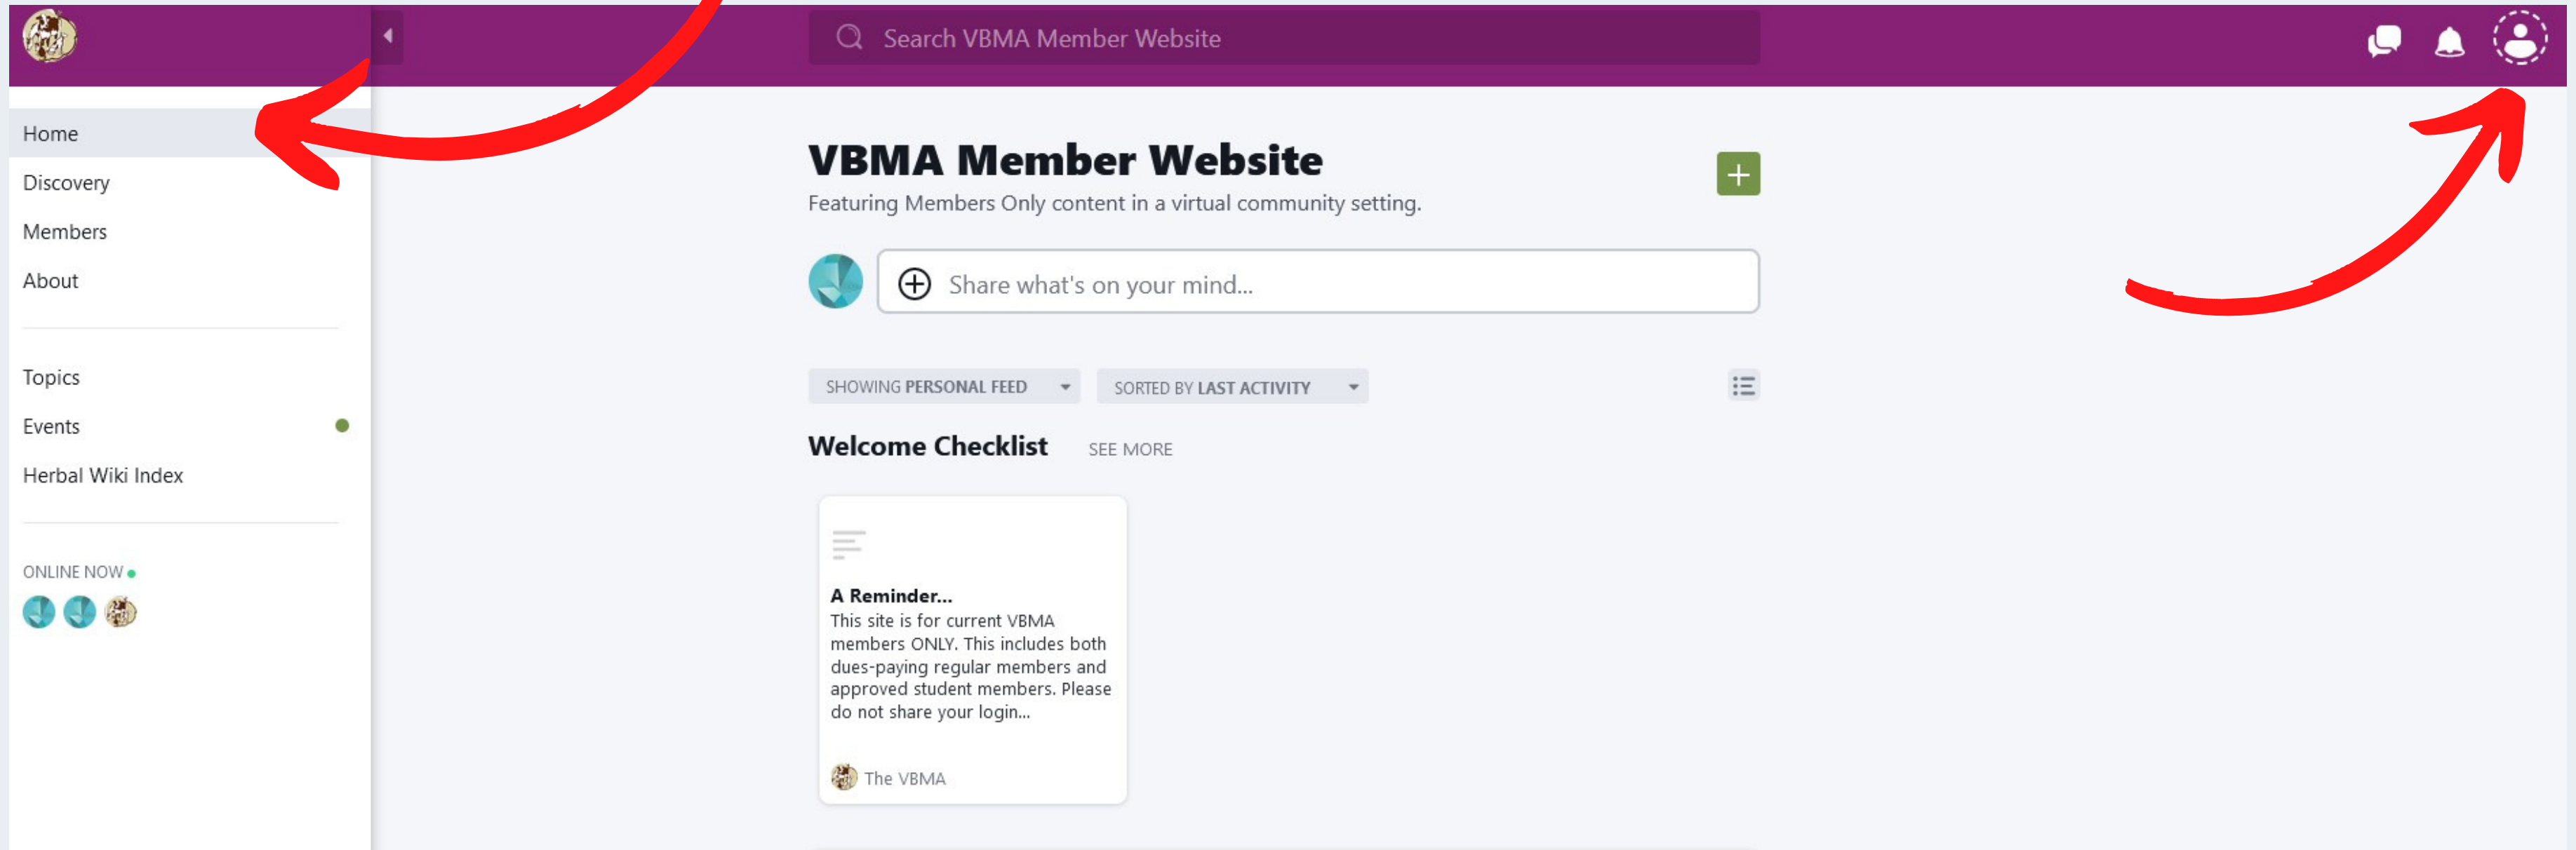 Search VBMA Member Website
Home
Discovery
Members
About
Topics
Events
Herbal Wiki Index
ONLINE NOW
VBMA Member Website
Featuring Members Only content in a virtual community setting.
Share what's on your mind...
SHOWING PERSONAL FEED
SORTED BY LAST ACTIVITY
Welcome Checklist SEE MORE
A Reminder...
This site is for current VBMA
members ONLY. This includes both
dues-paying regular members and
approved student members. Please
do not share your login...
The VBMA